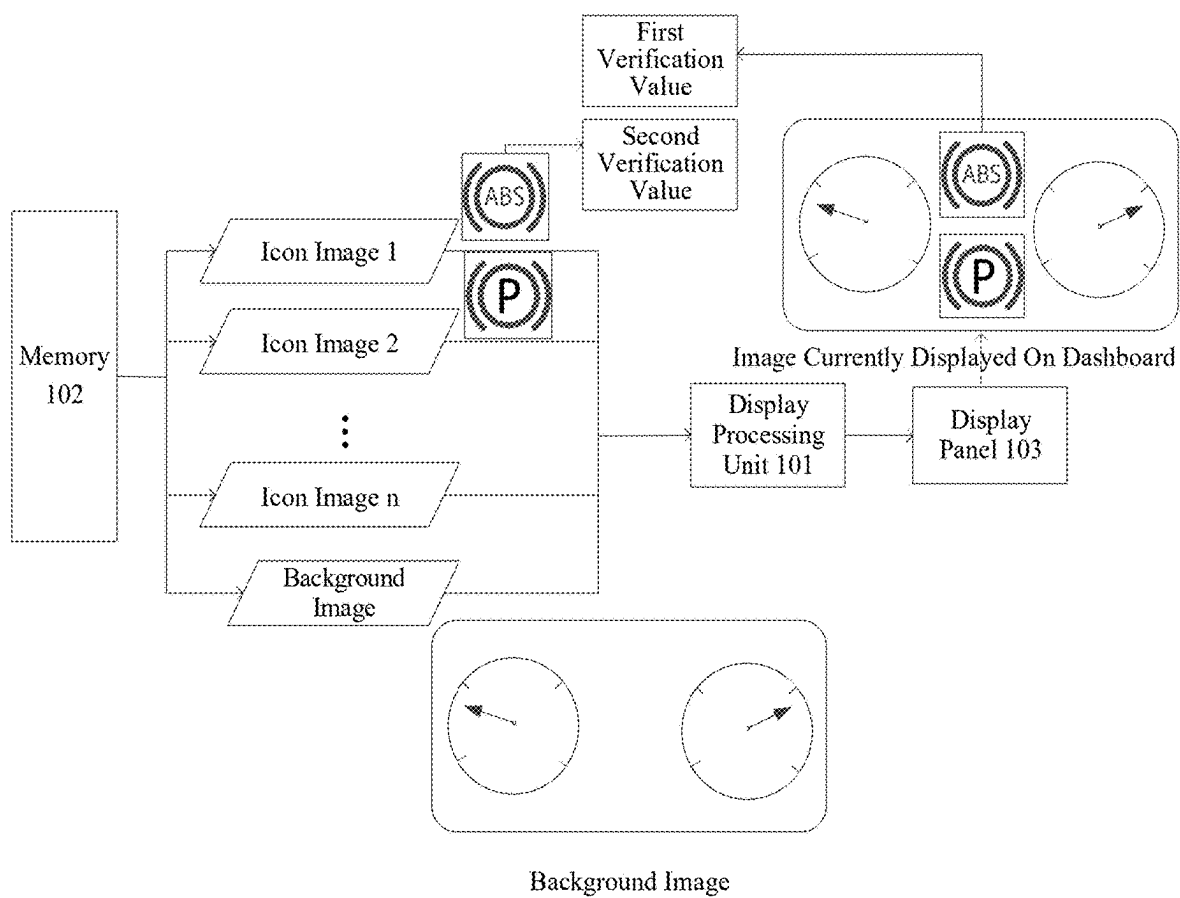 First
Verification
Value
Second
Verification
Value
ABS
P
ABS
P
Memory
102
Icon Image 1
Icon Image 2
Icon Image n
Background
Image
Image Currently Displayed On Dashboard
Display
Processing
Unit 101
Display
Panel 103
Background Image